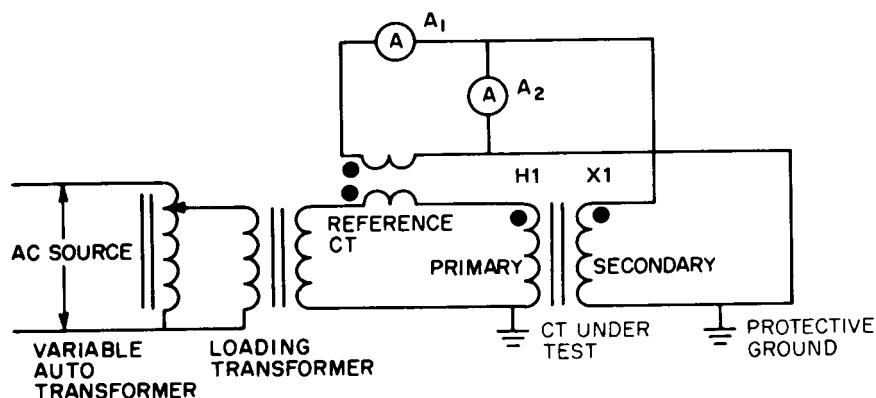 A
A1
A
A2
H1
X1
AC SOURCE
REFERENCE
CT
PRIMARY
SECONDARY
VARIABLE
AUTO
TRANSFORMER
LOADING
TRANSFORMER
CT UNDER
TEST
PROTECTIVE
GROUND